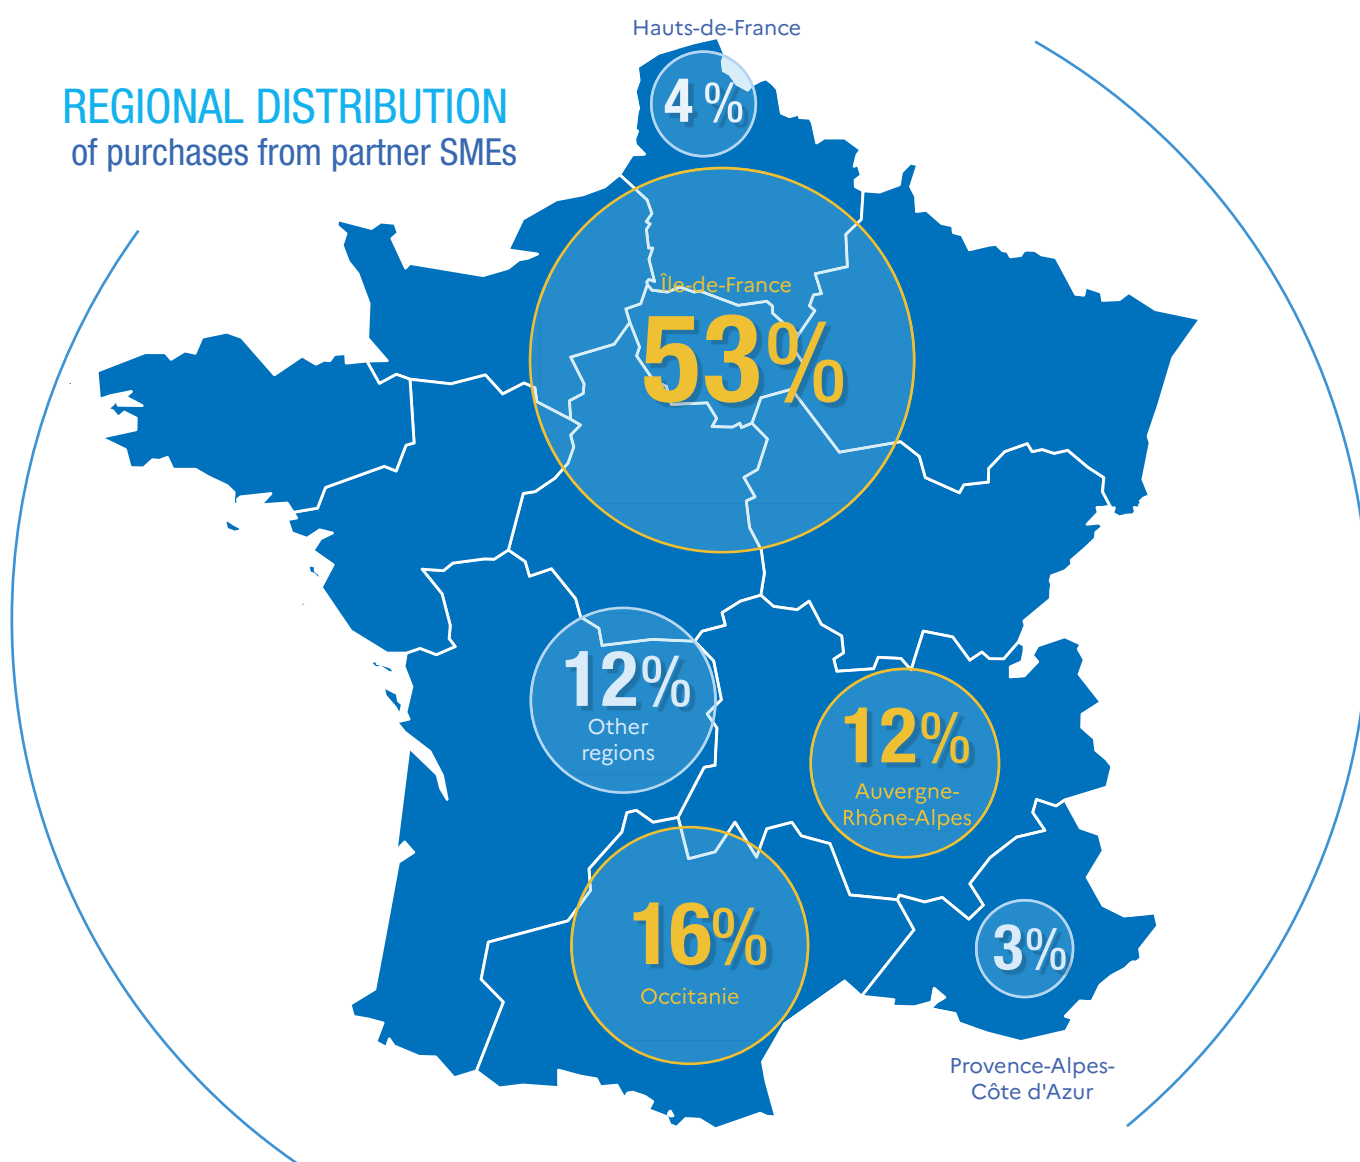 REGIONAL DISTRIBUTION
of purchases from partner SMEs
Hauts-de-France
4 %
Île-de-France
53%
12%
Other
regions
12%
Auvergne-
Rhône-Alpes
16%
Occitanie
3%
Provence-Alpes-
Côte d'Azur